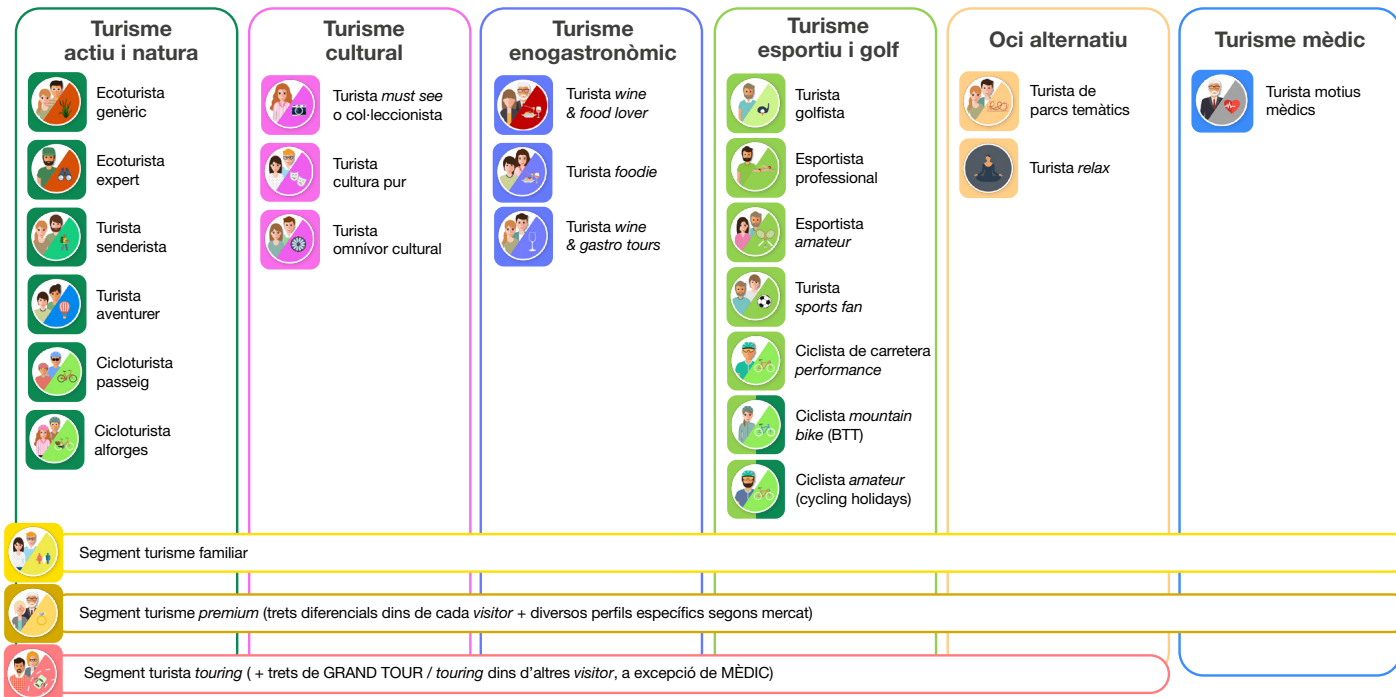 Turisme
actiu i natura
Ecoturista
genèric
Ecoturista
expert
Turista
senderista
Turista
aventurer
Cicloturista
passeig
Cicloturista
alforges
Turisme
cultural
Turista must see
o col·leccionista
Turista
cultura pur
Turista
omnívor cultural
Turisme
enogastronòmic
Turista wine
& food lover
Turista foodie
Turista wine
& gastro tours
Turisme
esportiu i golf
Turista
golfista
Esportista
professional
Esportista
amateur
Turista
sports fan
Ciclista de carretera
performance
Ciclista mountain
bike (BTT)
Ciclista amateur
(cycling holidays)
Oci alternatiu
Turista de
parcs temàtics
Turista relax
Turisme mèdic
Turista motius
mèdics
Segment turisme familiar
Segment turisme premium (trets diferencials dins de cada visitor + diversos perfils específics segons mercat)
Segment turista touring ( + trets de GRAND TOUR / touring dins d'altres visitor, a excepció de MÈDIC)